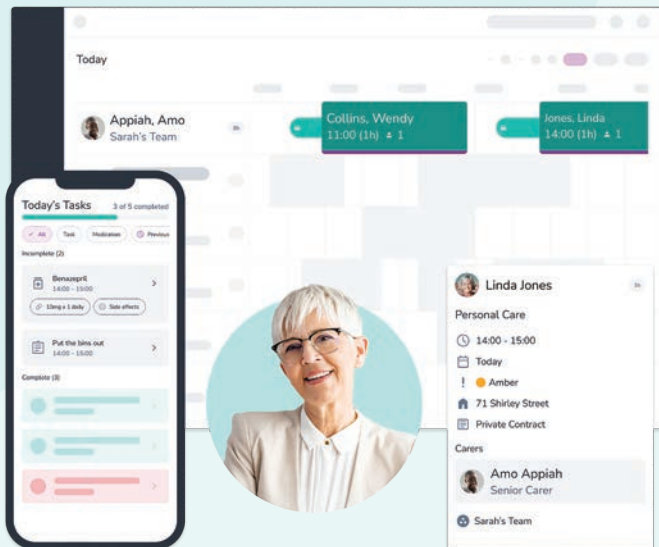 Today
Appiah, Amo
Sarah's Team
8h
Collins, Wendy
11:00 (1h) 1
Jones, Linda
14:00 (1h) 1
Today's Tasks
3 of 5 completed
All
Task
Medication
Previous
Incomplete (2)
Benazepril
14:00 - 15:00
10mg x 1 daily
Side effects
Put the bins out
14:00 - 15:00
Complete (3)
Linda Jones
Personal Care
14:00 - 15:00
Today
Amber
71 Shirley Street
Private Contract
Carers
Amo Appiah
Senior Carer
Sarah's Team